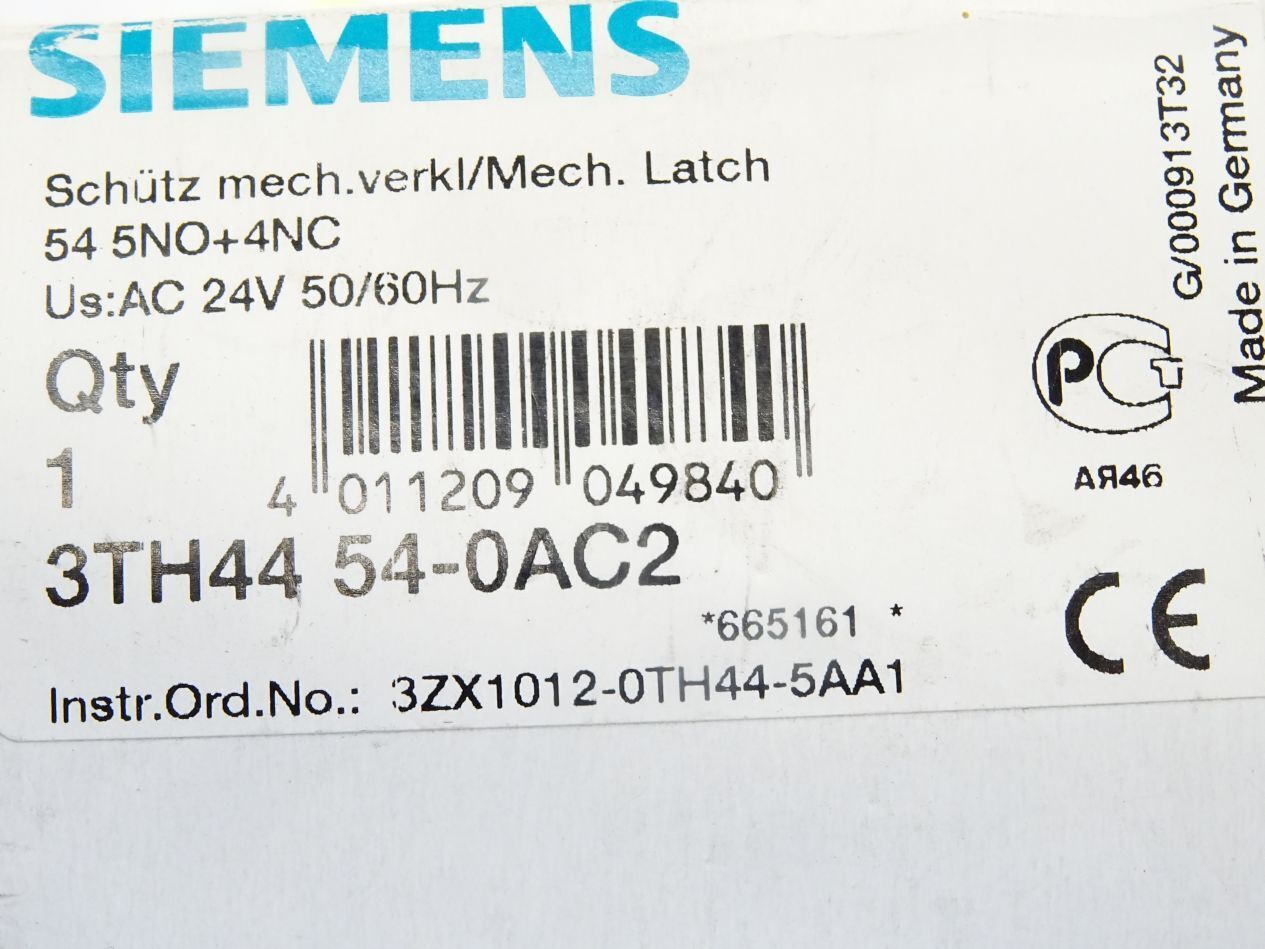 SIEMENS
Schütz mech.verkl/Mech. Latch
54 5NO+4NC
Us:AC 24V 50/60Hz
Qty
1
4 011209 049840
3TH44 54-0AC2
*665161 *
Instr.Ord.No.: 3ZX1012-0TH44-5AA1
G/000913T32
Made in Germany
PC
АЯ46
CE